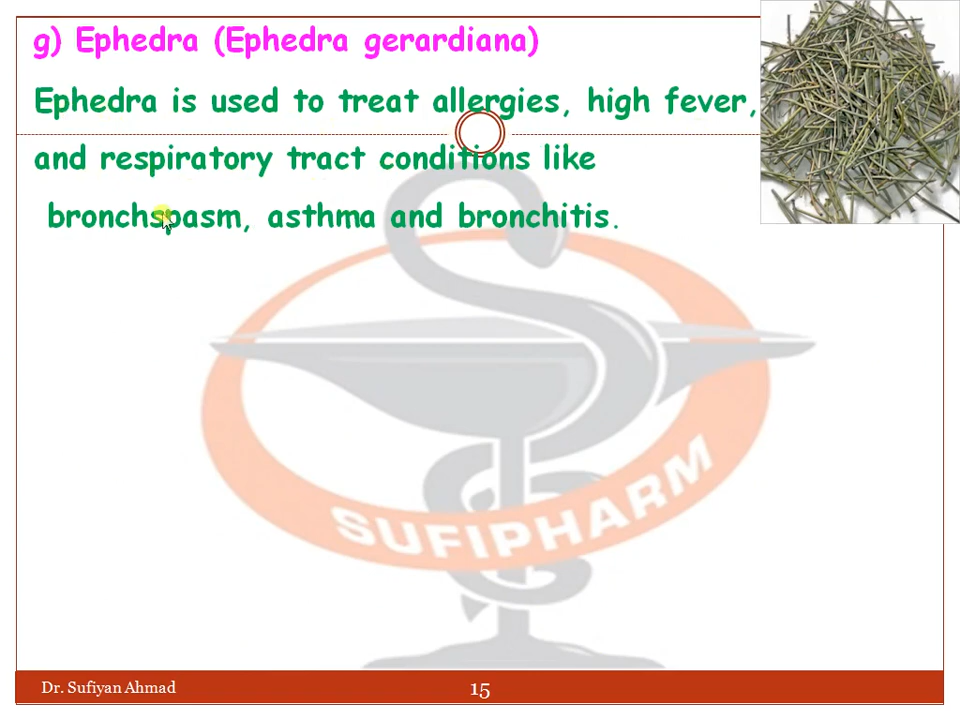 g) Ephedra (Ephedra gerardiana)
Ephedra is used to treat allergies, high fever,
and respiratory tract conditions like
bronchspasm, asthma and bronchitis.
SUFIPHARM
Dr. Sufiyan Ahmad
15